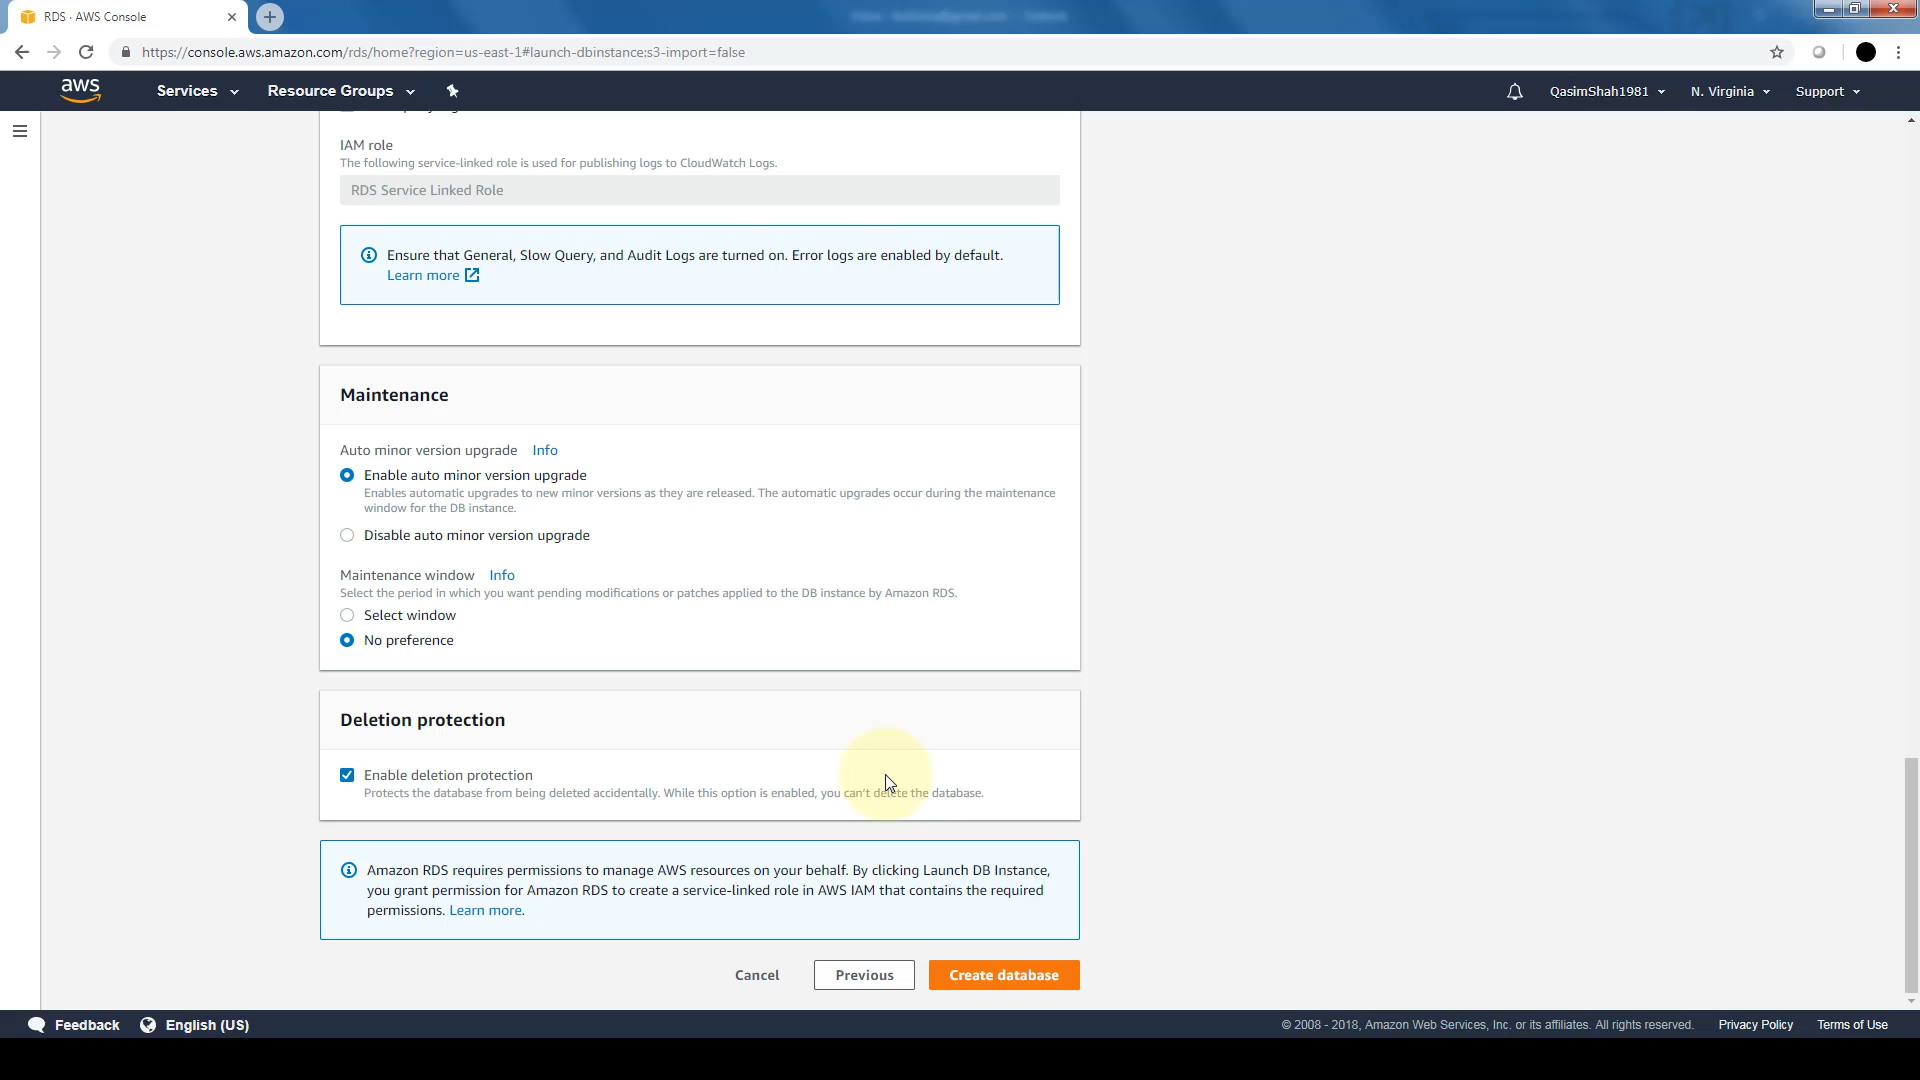 RDS · AWS Console
https://console.aws.amazon.com/rds/home?region=us-east-1#launch-dbinstance:s3-import=false
aws Services Resource Groups QasimShah1981 N. Virginia Support
IAM role
The following service-linked role is used for publishing logs to CloudWatch Logs.
RDS Service Linked Role
Ensure that General, Slow Query, and Audit Logs are turned on. Error logs are enabled by default.
Learn more
Maintenance
Auto minor version upgrade Info
Enable auto minor version upgrade
Enables automatic upgrades to new minor versions as they are released. The automatic upgrades occur during the maintenance
window for the DB instance.
Disable auto minor version upgrade
Maintenance window Info
Select the period in which you want pending modifications or patches applied to the DB instance by Amazon RDS.
Select window
No preference
Deletion protection
Enable deletion protection
Protects the database from being deleted accidentally. While this option is enabled, you can't delete the database.
Amazon RDS requires permissions to manage AWS resources on your behalf. By clicking Launch DB Instance,
you grant permission for Amazon RDS to create a service-linked role in AWS IAM that contains the required
permissions. Learn more.
Cancel Previous Create database
Feedback English (US) © 2008 - 2018, Amazon Web Services, Inc. or its affiliates. All rights reserved. Privacy Policy Terms of Use